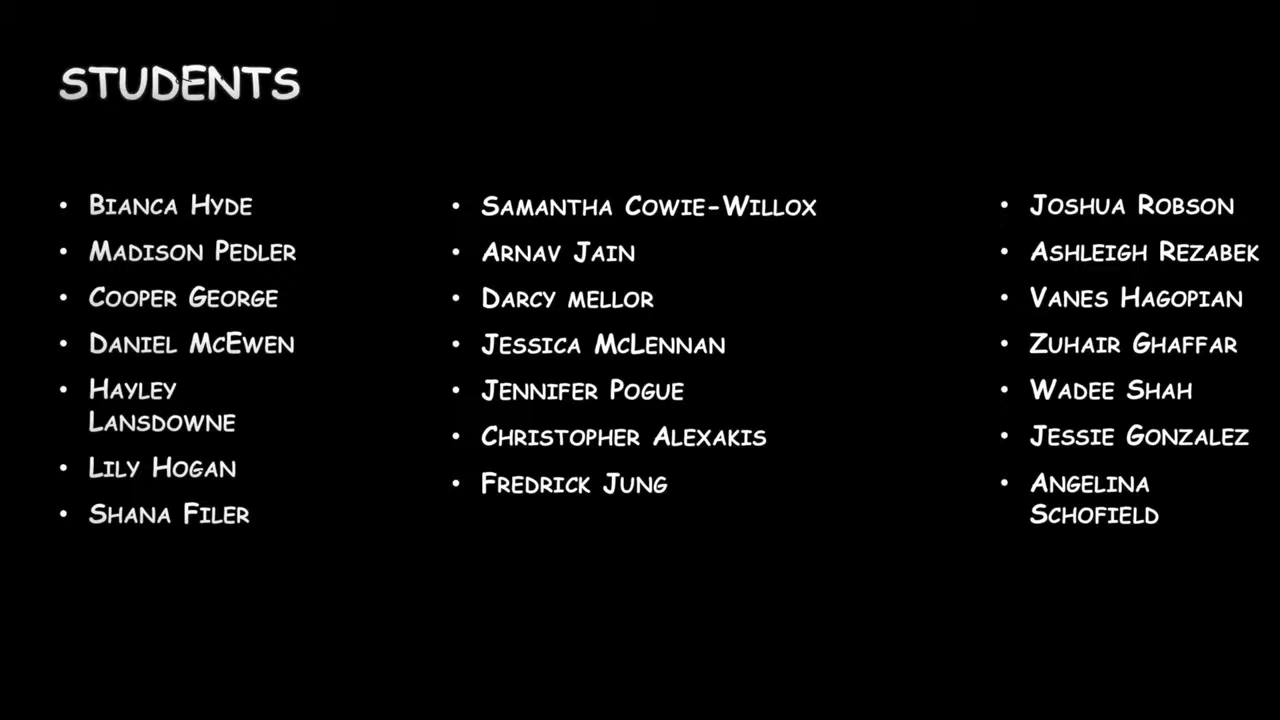 STUDENTS
• BIANCA HYDE
• MADISON PEDLER
• COOPER GEORGE
• DANIEL MCEWEN
• HAYLEY
LANSDOWNE
• LILY HOGAN
• SHANA FILER
• SAMANTHA COWIE-WILLOX
• ARNAV JAIN
• DARCY MELLOR
• JESSICA MCLENNAN
• JENNIFER POGUE
• CHRISTOPHER ALEXAKIS
• FREDRICK JUNG
• JOSHUA ROBSON
• ASHLEIGH REZABEK
• VANES HAGOPIAN
• ZUHAIR GHAFFAR
• WADEE SHAH
• JESSIE GONZALEZ
• ANGELINA
SCHOFIELD